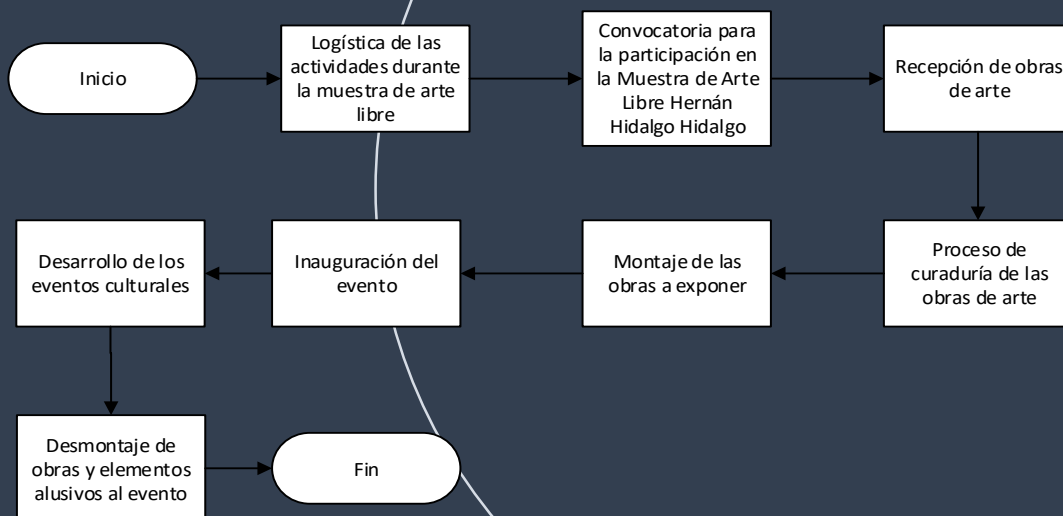 Inicio
Logística de las
actividades durante
la muestra de arte
libre
Convocatoria para
la participación en
la Muestra de Arte
Libre Hernán
Hidalgo Hidalgo
Recepción de obras
de arte
Proceso de
curaduría de las
obras de arte
Montaje de las
obras a exponer
Inauguración del
evento
Desarrollo de los
eventos culturales
Desmontaje de
obras y elementos
alusivos al evento
Fin